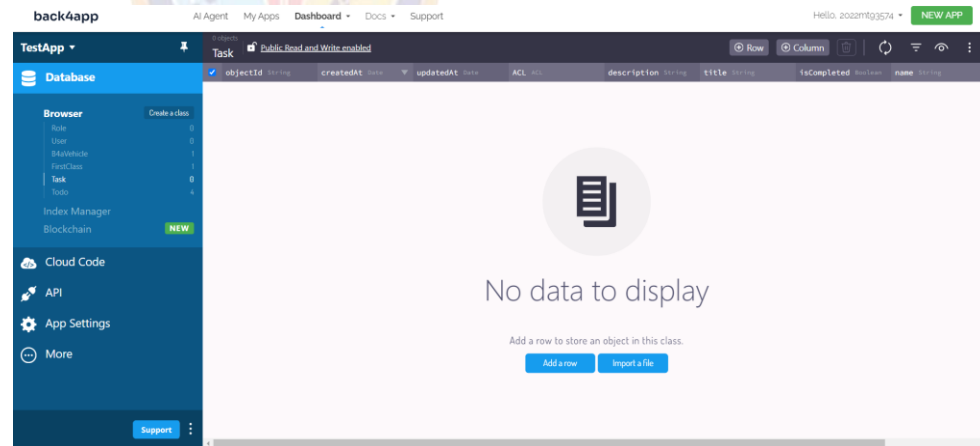 back4app
AI Agent My Apps Dashboard Docs Support
Hello, 2022mt93574
NEW APP
TestApp
Database
Browser
Create a class
Role 0
User 0
B4aVehicle 1
FirstClass 1
Task 0
Todo 4
Index Manager
Blockchain NEW
Cloud Code
API
App Settings
More
Support
0 objects
Task Public Read and Write enabled
Row Column
objectId String createdAt Date updatedAt Date ACL ACL description String title String isCompleted Boolean name String
No data to display
Add a row to store an object in this class.
Add a row Import a file